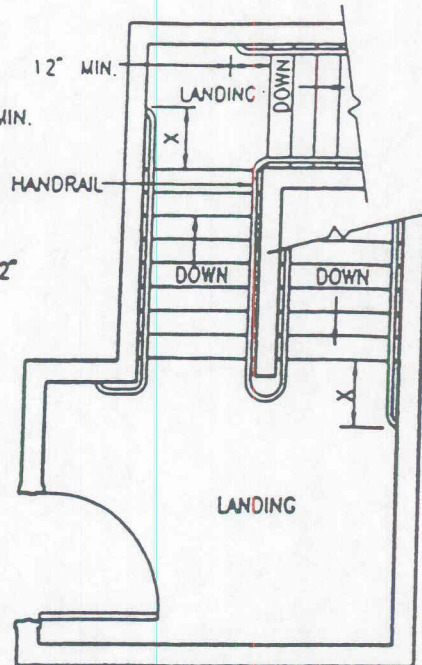 12" MIN.
LANDING
DOWN
MIN.
X
HANDRAIL
2"
DOWN
DOWN
X
LANDING